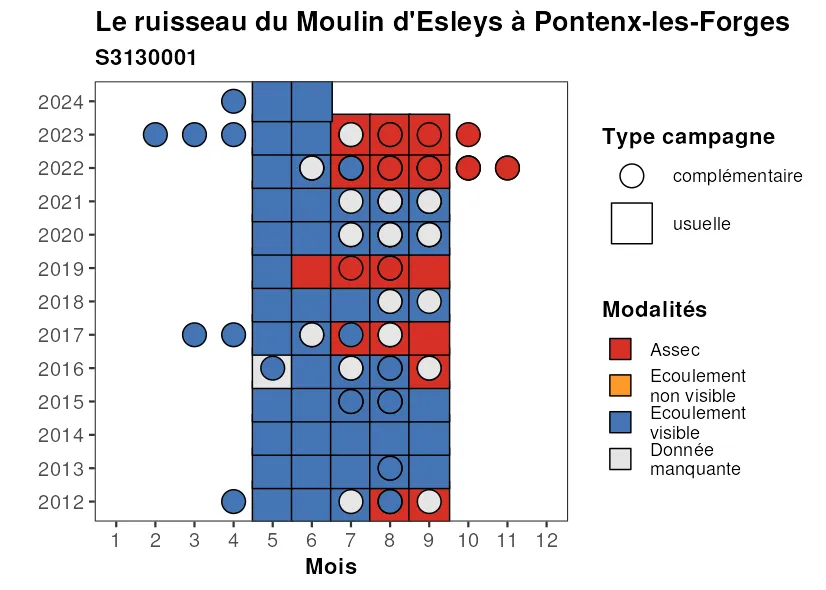 Le ruisseau du Moulin d'Esleys à Pontenx-les-Forges
S3130001
2024
2023
2022
2021
2020
2019
2018
2017
2016
2015
2014
2013
2012
1 2 3 4 5 6 7 8 9 10 11 12
Mois
Type campagne
complémentaire
usuelle
Modalités
Assec
Ecoulement
non visible
Ecoulement
visible
Donnée
manquante